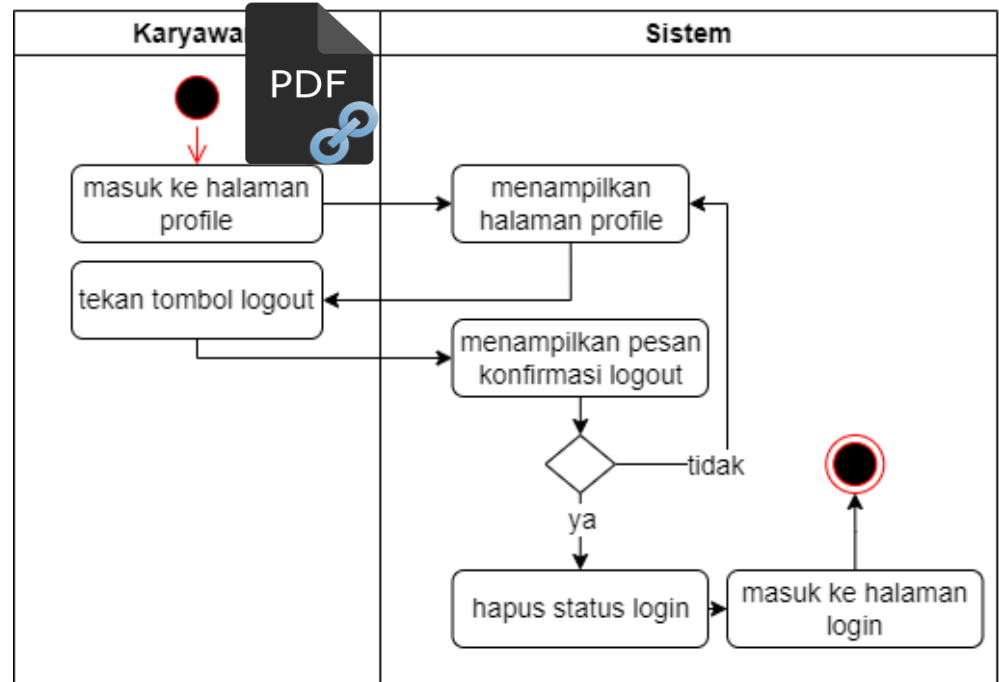 Sistem
PDF
masuk ke halaman
profile
menampilkan
halaman profile
tekan tombol logout
menampilkan pesan
konfirmasi logout
tidak
ya
hapus status login
masuk ke halaman
login